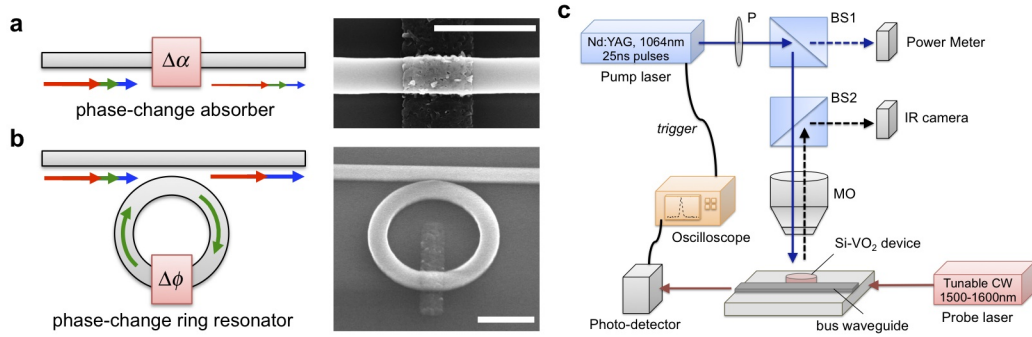 a
Δα
phase-change absorber
b
Δϕ
phase-change ring resonator
c
Nd:YAG, 1064nm
25ns pulses
Pump laser
P
BS1
Power Meter
BS2
IR camera
trigger
MO
Oscilloscope
Si-VO₂ device
Tunable CW
1500-1600nm
Probe laser
Photo-detector
bus waveguide